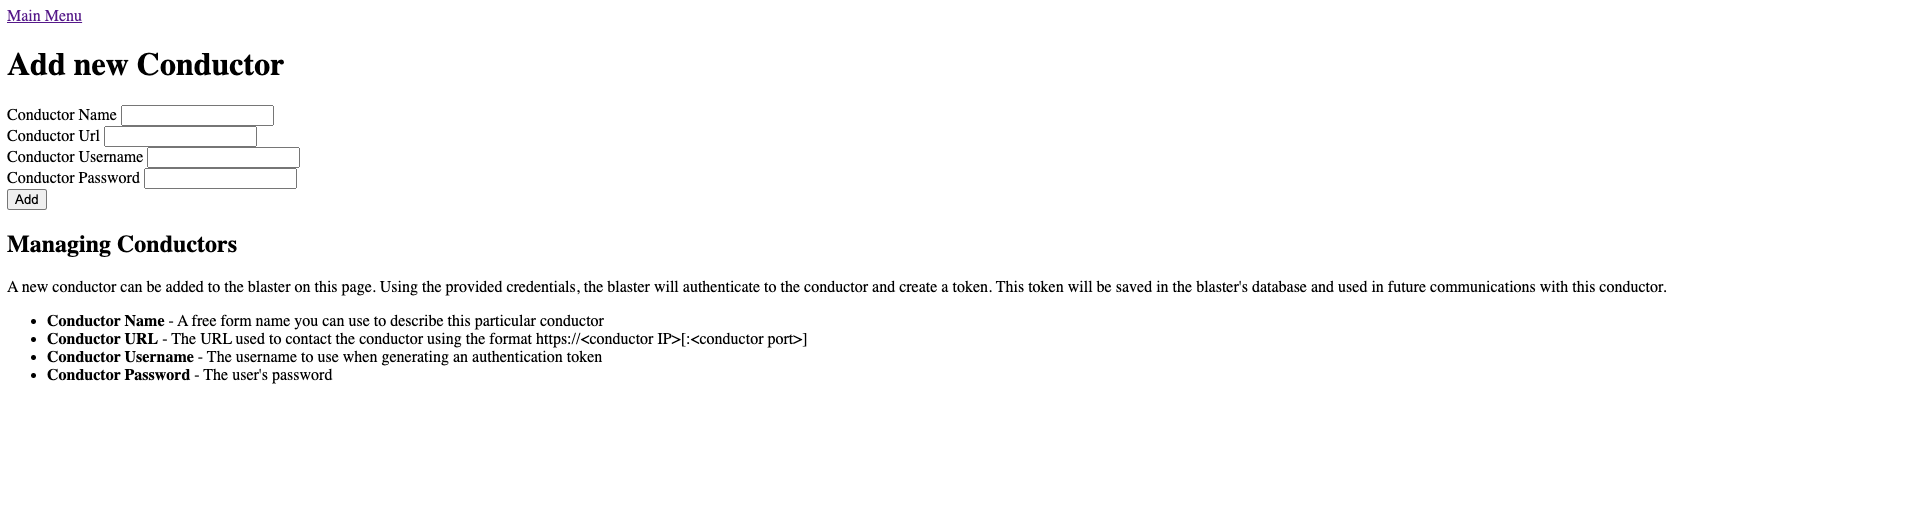 Main Menu
Add new Conductor
Conductor Name
Conductor Url
Conductor Username
Conductor Password
Add
Managing Conductors
A new conductor can be added to the blaster on this page. Using the provided credentials, the blaster will authenticate to the conductor and create a token. This token will be saved in the blaster's database and used in future communications with this conductor.
• Conductor Name - A free form name you can use to describe this particular conductor
• Conductor URL - The URL used to contact the conductor using the format https://<conductor IP>[:<conductor port>]
• Conductor Username - The username to use when generating an authentication token
• Conductor Password - The user's password